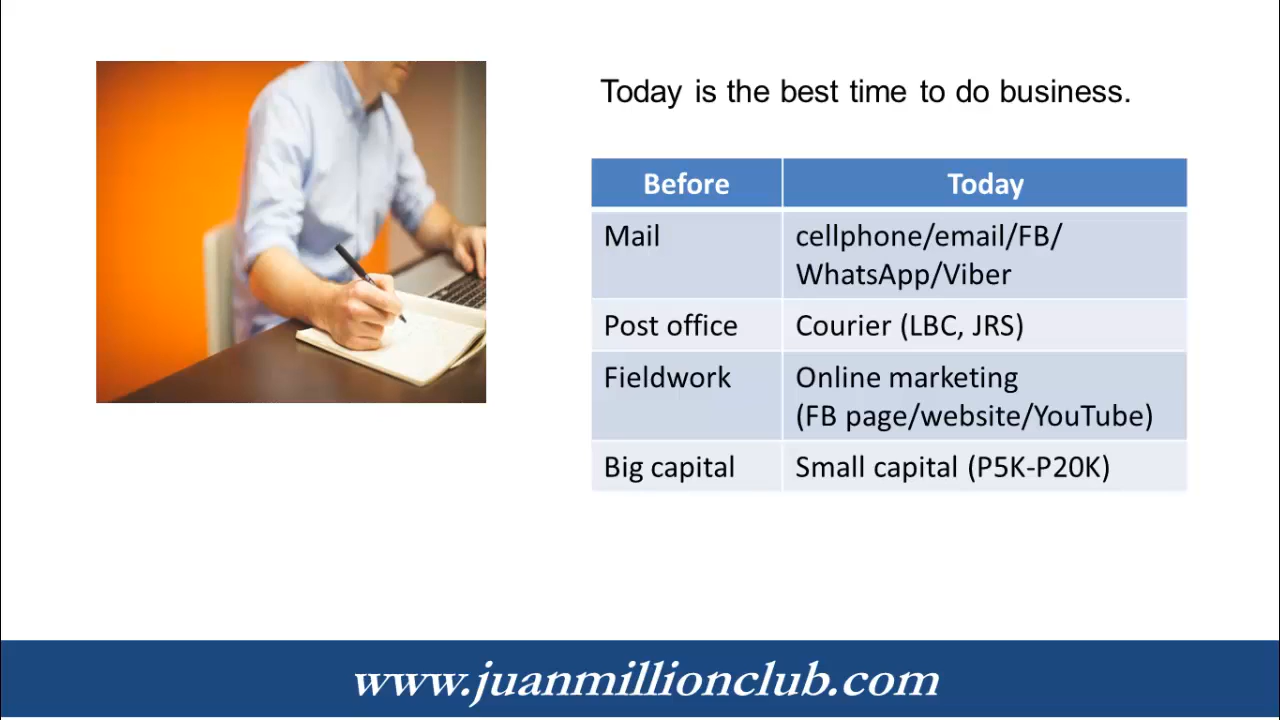 Today is the best time to do business.
Before Today
Mail cellphone/email/FB/
WhatsApp/Viber
Post office Courier (LBC, JRS)
Fieldwork Online marketing
(FB page/website/YouTube)
Big capital Small capital (P5K-P20K)
www.juanmillionclub.com